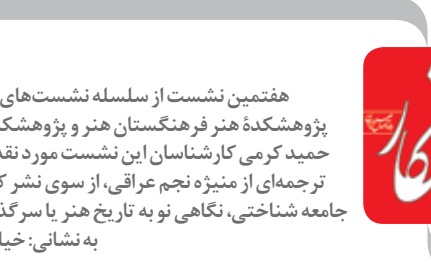 هفتمین نشست از سلسله نشست‌های
پژوهشکدهٔ هنر فرهنگستان هنر و پژوهشک
حمید کرمی کارشناسان این نشست مورد نقد
ترجمه‌ای از منیژه نجم عراقی، از سوی نشر ک
جامعه شناختی، نگاهی نو به تاریخ هنر یا سرگذ
به نشانی: خیا